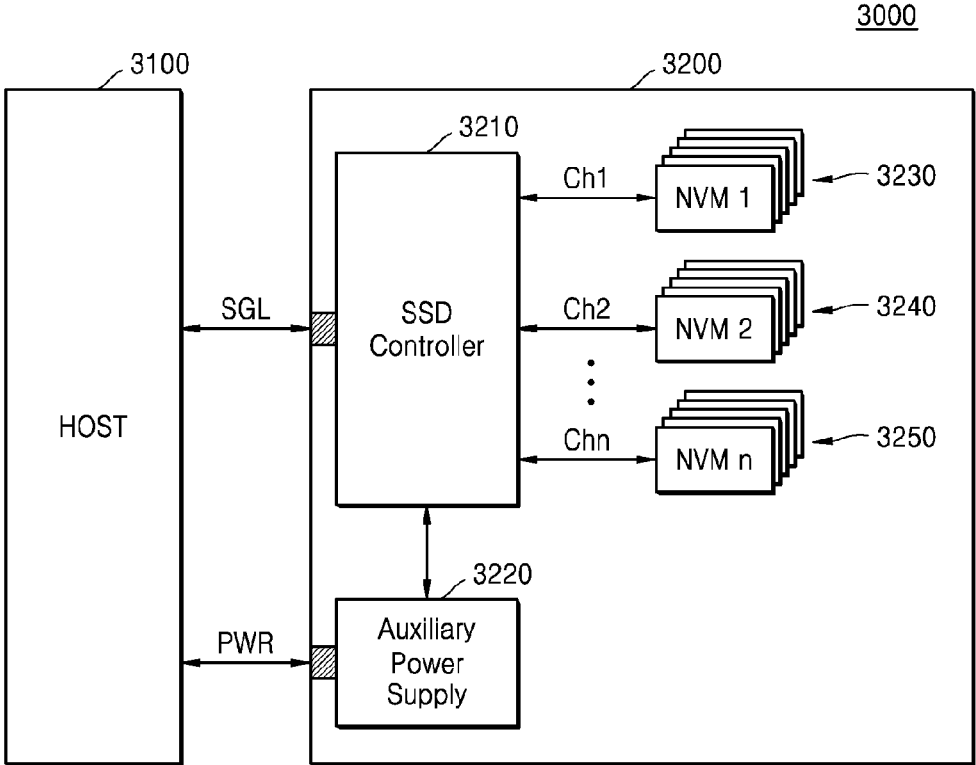 3000
3100
3200
3210
Ch1
NVM 1
3230
SGL
SSD
Controller
Ch2
NVM 2
3240
HOST
Chn
NVM n
3250
3220
PWR
Auxiliary
Power
Supply